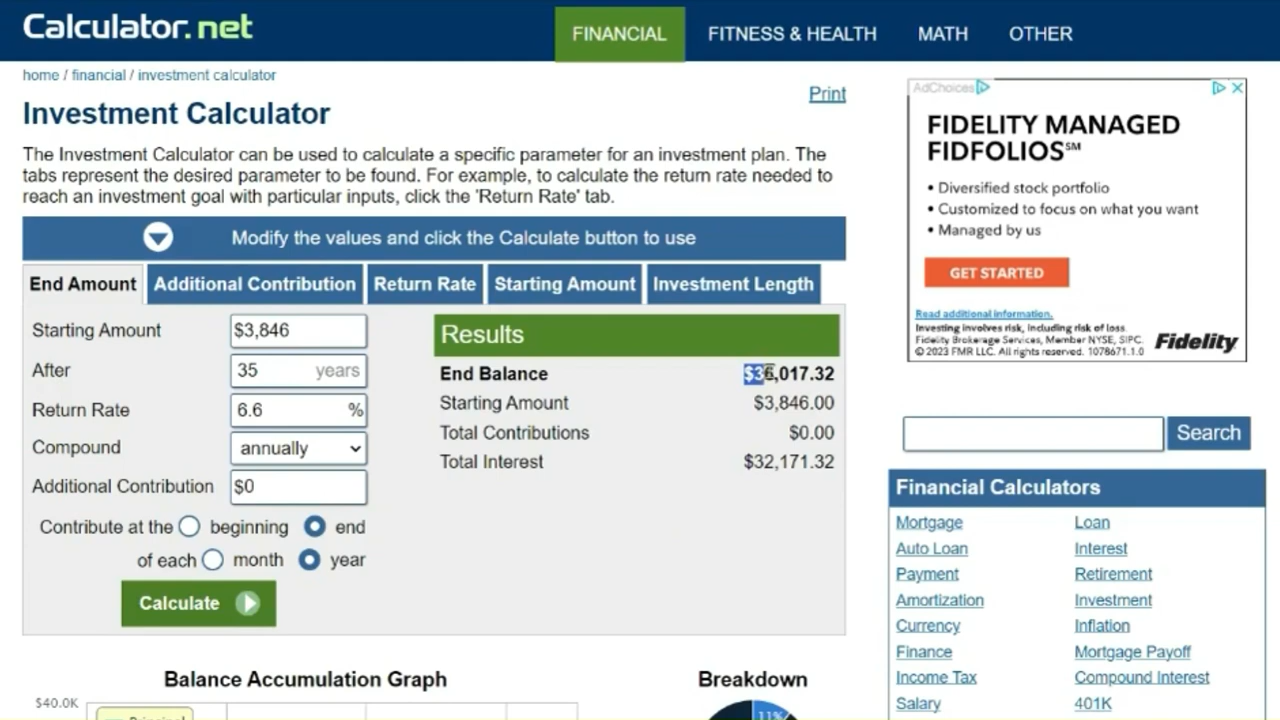 Calculator.net
FINANCIAL
FITNESS & HEALTH
MATH
OTHER
home / financial / investment calculator
Print
Investment Calculator
The Investment Calculator can be used to calculate a specific parameter for an investment plan. The
tabs represent the desired parameter to be found. For example, to calculate the return rate needed to
reach an investment goal with particular inputs, click the 'Return Rate' tab.
Modify the values and click the Calculate button to use
End Amount
Additional Contribution
Return Rate
Starting Amount
Investment Length
Starting Amount
$3,846
After
35 years
Return Rate
6.6 %
Compound
annually
Additional Contribution
$0
Contribute at the beginning end
of each month year
Calculate
Results
End Balance $36,017.32
Starting Amount $3,846.00
Total Contributions $0.00
Total Interest $32,171.32
Balance Accumulation Graph
$40.0K
Principal
Breakdown
11%
AdChoices
FIDELITY MANAGED
FIDFOLIOS℠
• Diversified stock portfolio
• Customized to focus on what you want
• Managed by us
GET STARTED
Read additional information.
Investing involves risk, including risk of loss.
Fidelity Brokerage Services, Member NYSE, SIPC.
© 2023 FMR LLC. All rights reserved. 1078671.1.0
Fidelity
Search
Financial Calculators
Mortgage Loan
Auto Loan Interest
Payment Retirement
Amortization Investment
Currency Inflation
Finance Mortgage Payoff
Income Tax Compound Interest
Salary 401K